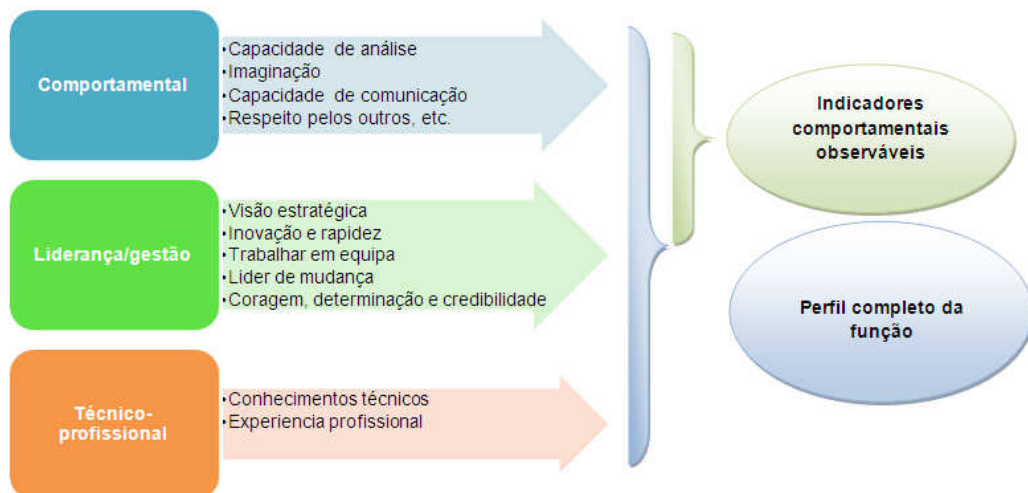 Comportamental
•Capacidade de análise
•Imaginação
•Capacidade de comunicação
•Respeito pelos outros, etc.
Liderança/gestão
•Visão estratégica
•Inovação e rapidez
•Trabalhar em equipa
•Lider de mudança
•Coragem, determinação e credibilidade
Técnico-
profissional
•Conhecimentos técnicos
•Experiencia profissional
Indicadores
comportamentais
observáveis
Perfil completo da
função